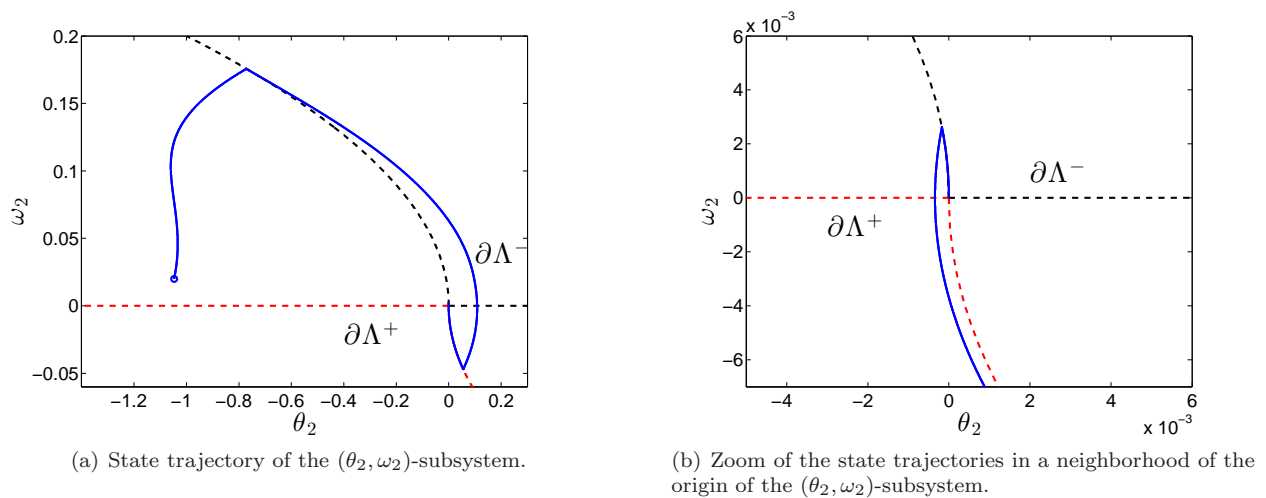 0.2
0.15
0.1
0.05
0
−0.05
ω₂
∂Λ⁻
∂Λ⁺
−1.2 −1 −0.8 −0.6 −0.4 −0.2 0 0.2
θ₂
(a) State trajectory of the (θ₂, ω₂)-subsystem.
x 10⁻³
6
4
2
0
−2
−4
−6
ω₂
∂Λ⁻
∂Λ⁺
−4 −2 0 2 4 6
θ₂
x 10⁻³
(b) Zoom of the state trajectories in a neighborhood of the
origin of the (θ₂, ω₂)-subsystem.